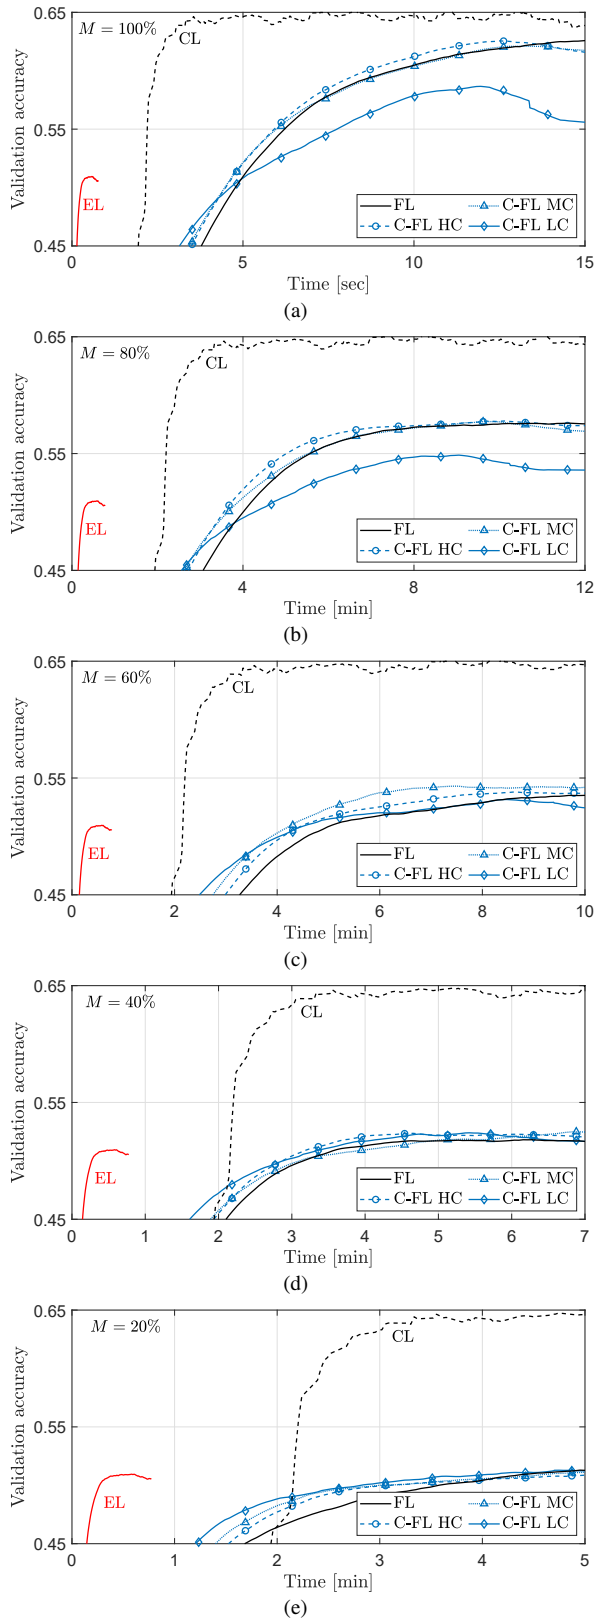 0.65
M = 100%
CL
Validation accuracy
0.55
EL
FL
C-FL MC
C-FL HC
C-FL LC
0.45
0
5
10
15
Time [sec]
(a)
0.65
M = 80%
CL
Validation accuracy
0.55
EL
FL
C-FL MC
C-FL HC
C-FL LC
0.45
0
4
8
12
Time [min]
(b)
0.65
M = 60%
CL
Validation accuracy
0.55
EL
FL
C-FL MC
C-FL HC
C-FL LC
0.45
0
2
4
6
8
10
Time [min]
(c)
0.65
M = 40%
CL
Validation accuracy
0.55
EL
FL
C-FL MC
C-FL HC
C-FL LC
0.45
0
1
2
3
4
5
6
7
Time [min]
(d)
0.65
M = 20%
CL
Validation accuracy
0.55
EL
FL
C-FL MC
C-FL HC
C-FL LC
0.45
0
1
2
3
4
5
Time [min]
(e)